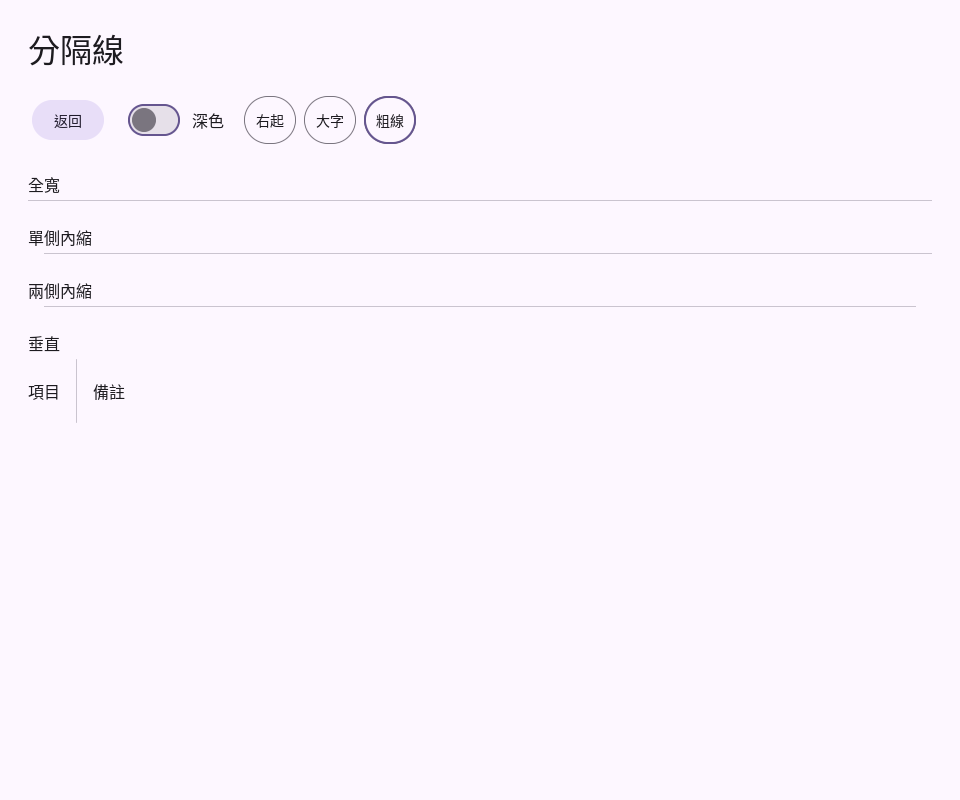 分隔線
返回 深色 右起 大字 粗線
全寬
單側內縮
兩側內縮
垂直
項目 備註